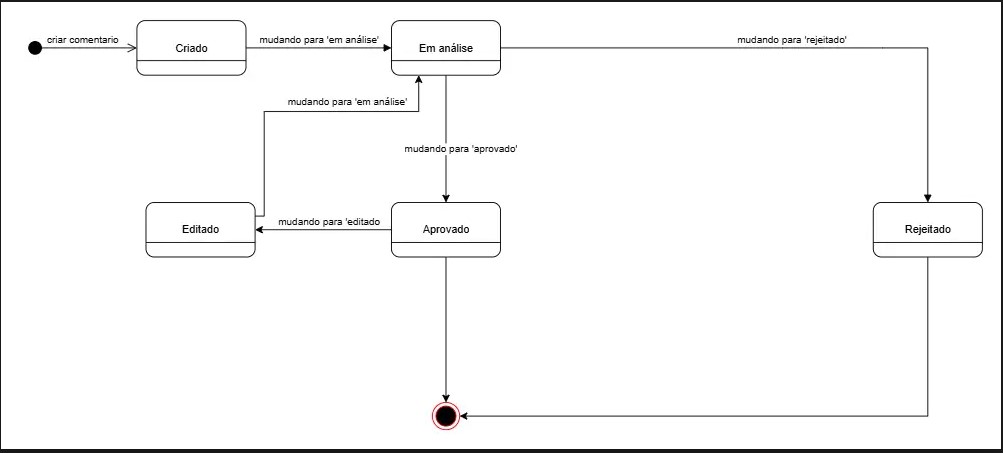 criar comentario
Criado
mudando para 'em análise'
Em análise
mudando para 'rejeitado'
mudando para 'em análise'
mudando para 'aprovado'
Editado
mudando para 'editado
Aprovado
Rejeitado